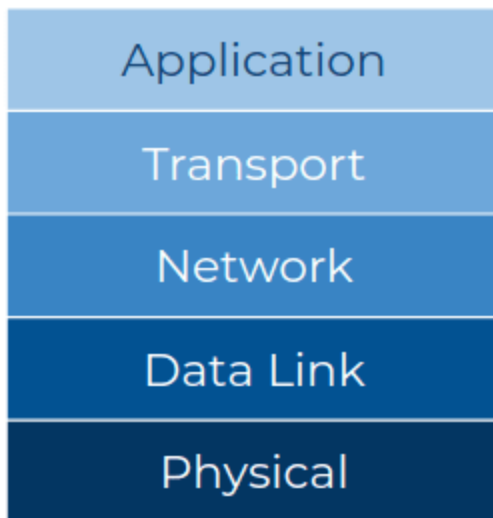 Application
Transport
Network
Data Link
Physical